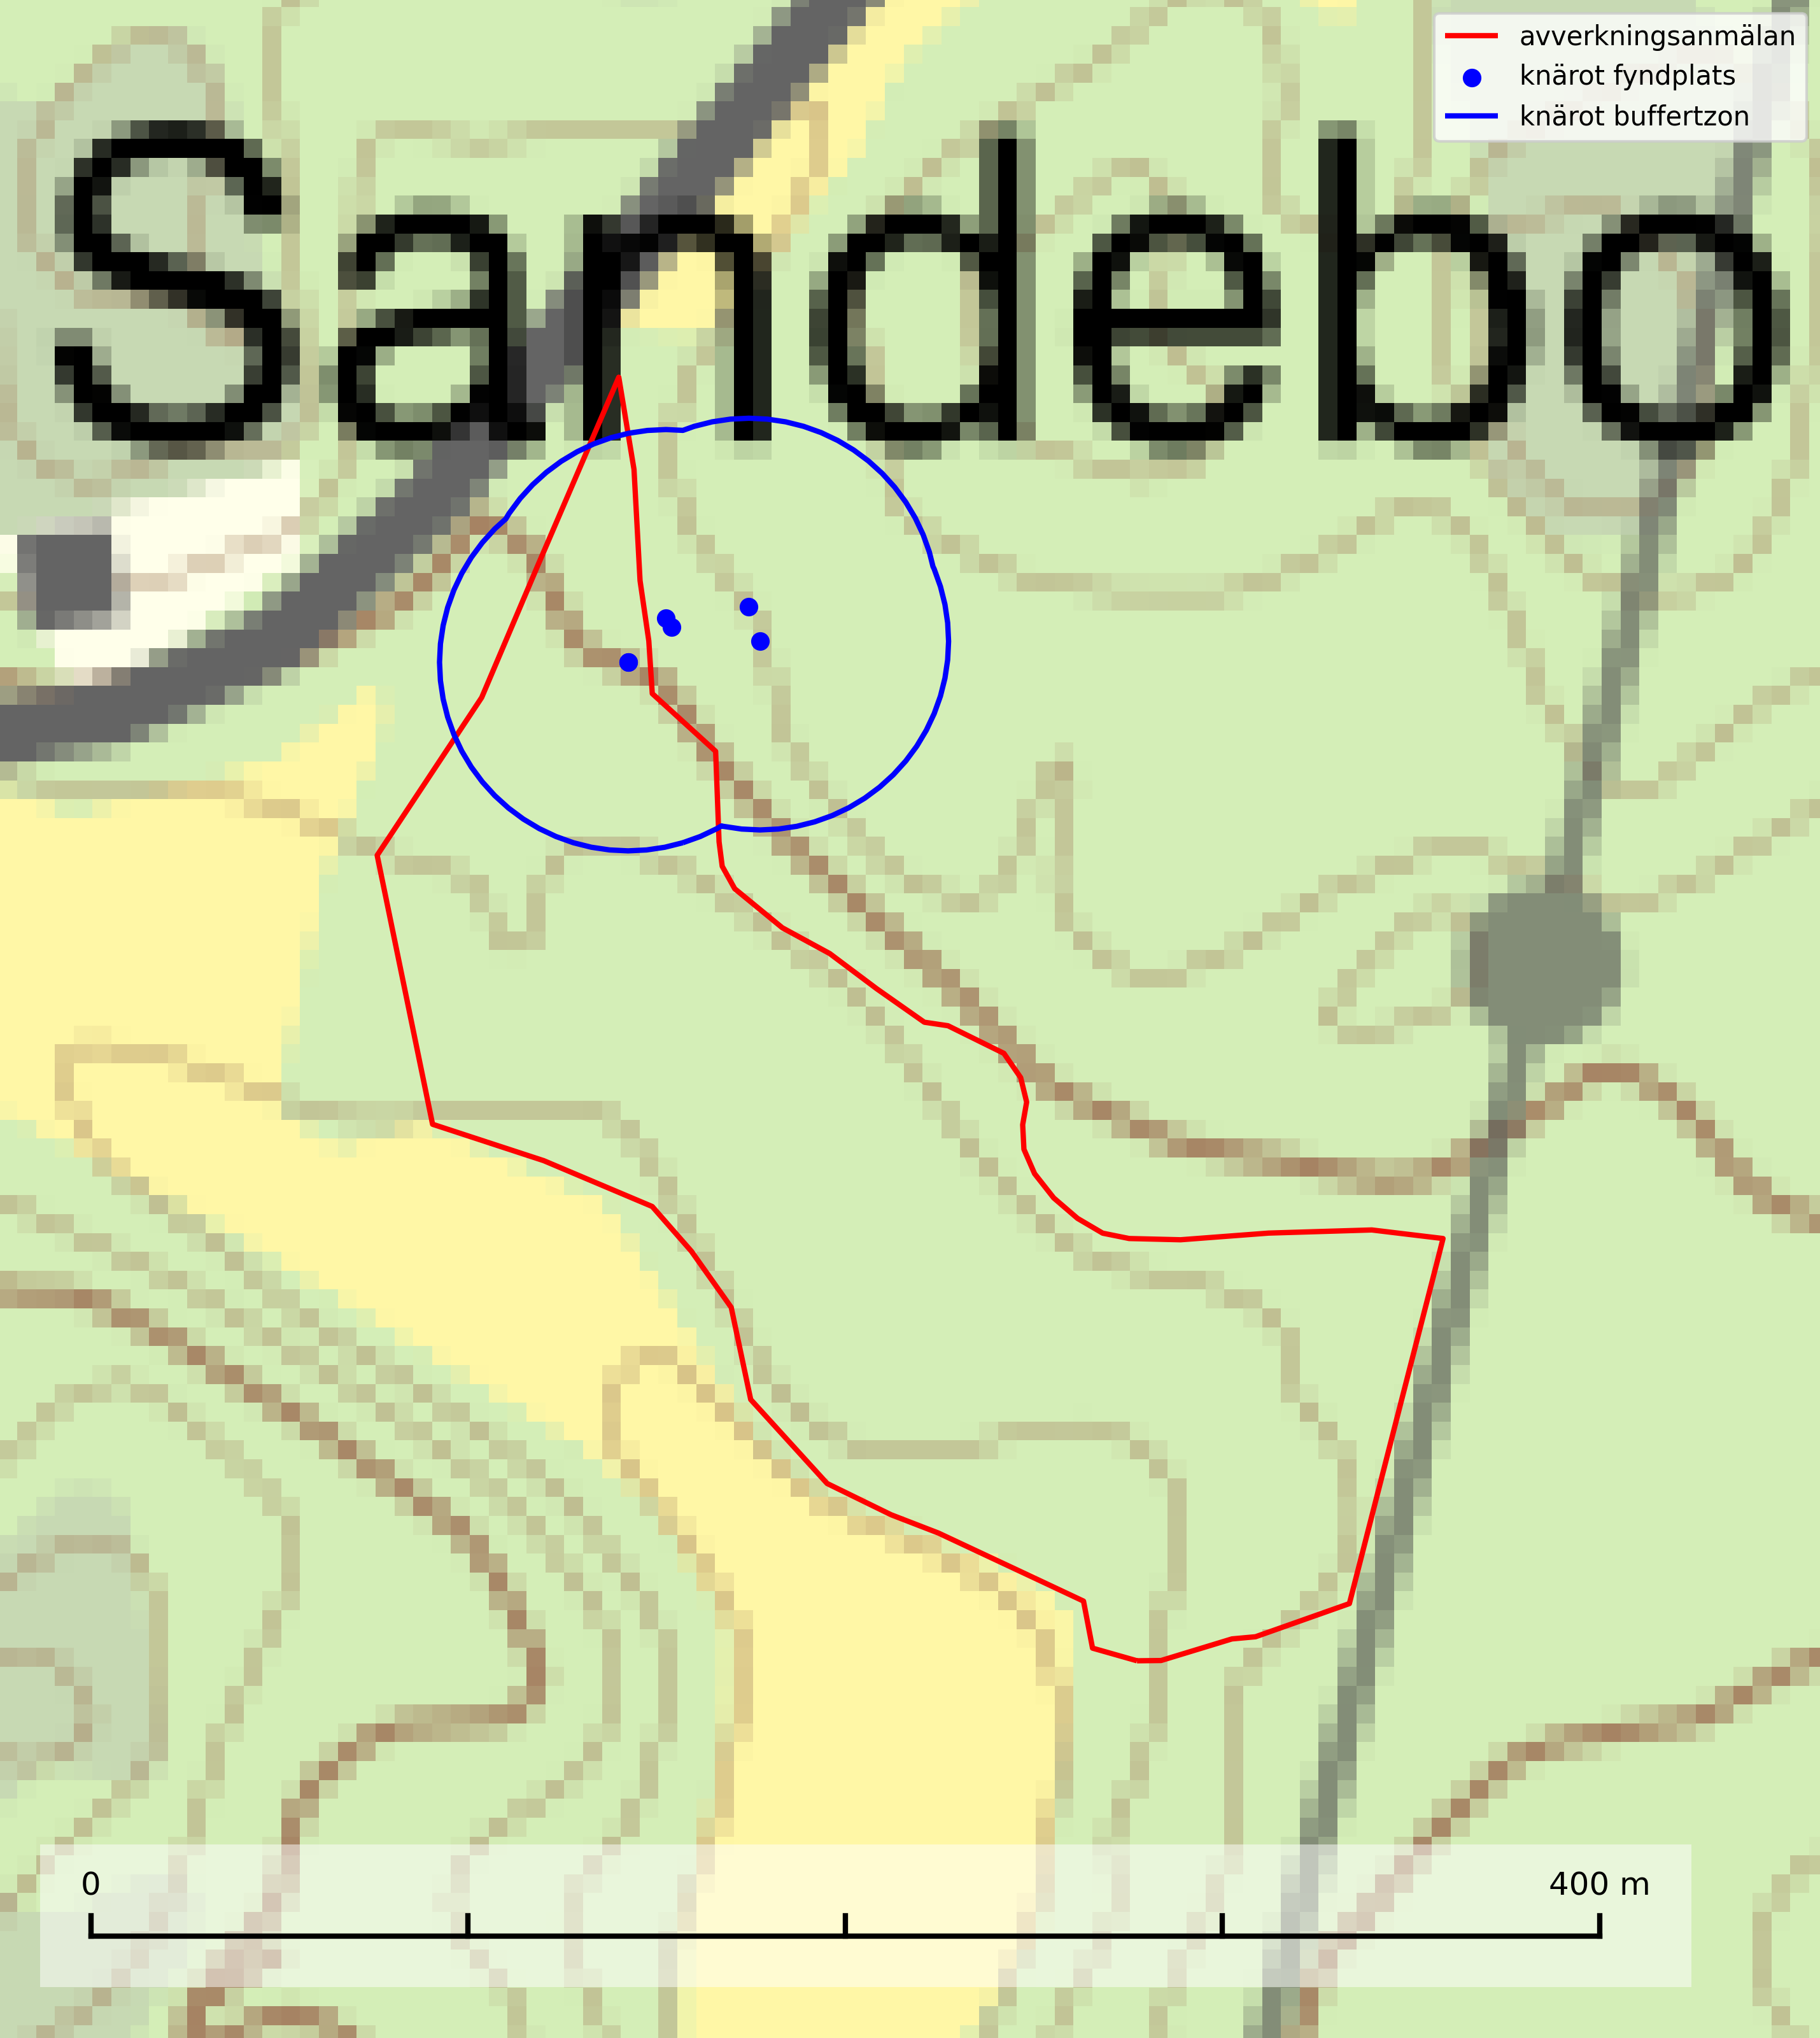 avverkningsanmälan
knärot fyndplats
knärot buffertzon
Sandebo
0 400 m